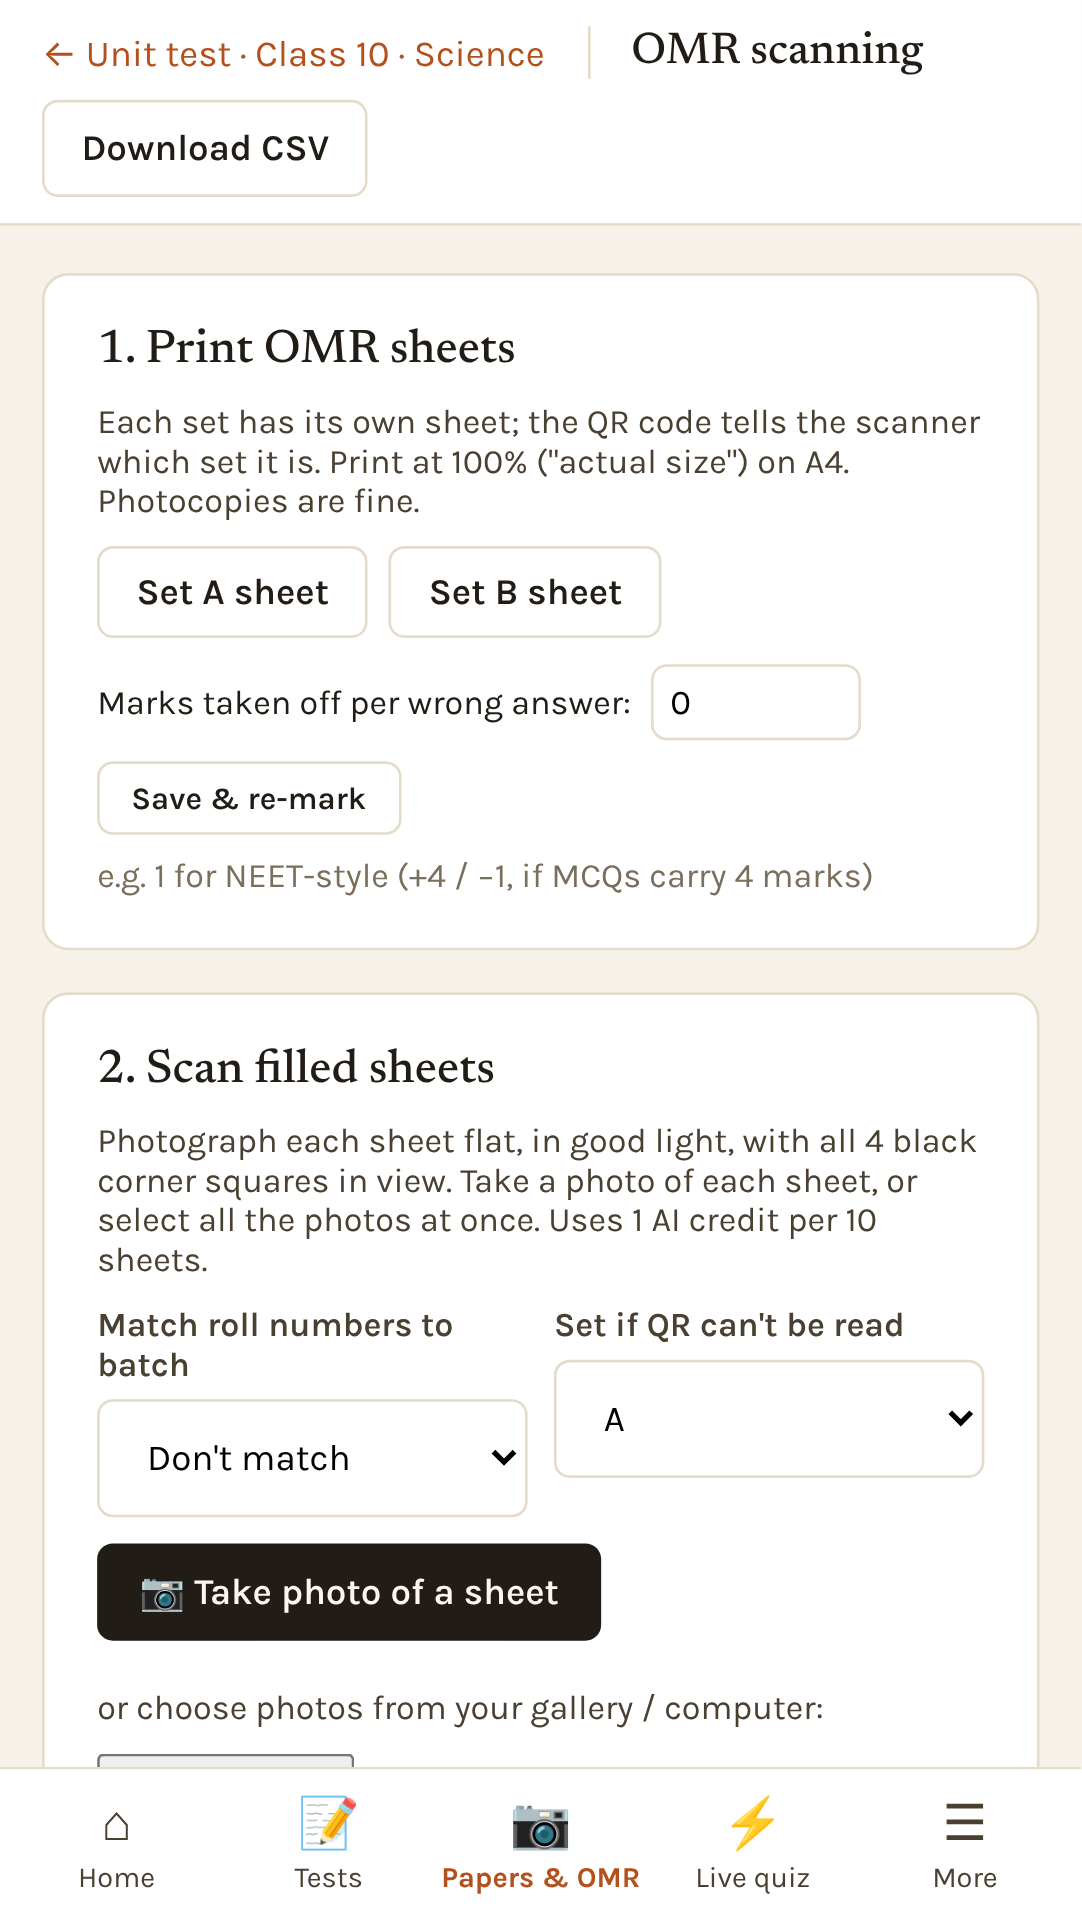 ← Unit test · Class 10 · Science
OMR scanning
Download CSV
1. Print OMR sheets
Each set has its own sheet; the QR code tells the scanner
which set it is. Print at 100% ("actual size") on A4.
Photocopies are fine.
Set A sheet
Set B sheet
Marks taken off per wrong answer:
0
Save & re-mark
e.g. 1 for NEET-style (+4 / −1, if MCQs carry 4 marks)
2. Scan filled sheets
Photograph each sheet flat, in good light, with all 4 black
corner squares in view. Take a photo of each sheet, or
select all the photos at once. Uses 1 AI credit per 10
sheets.
Match roll numbers to
batch
Don't match
Set if QR can't be read
A
Take photo of a sheet
or choose photos from your gallery / computer:
Home
Tests
Papers & OMR
Live quiz
More